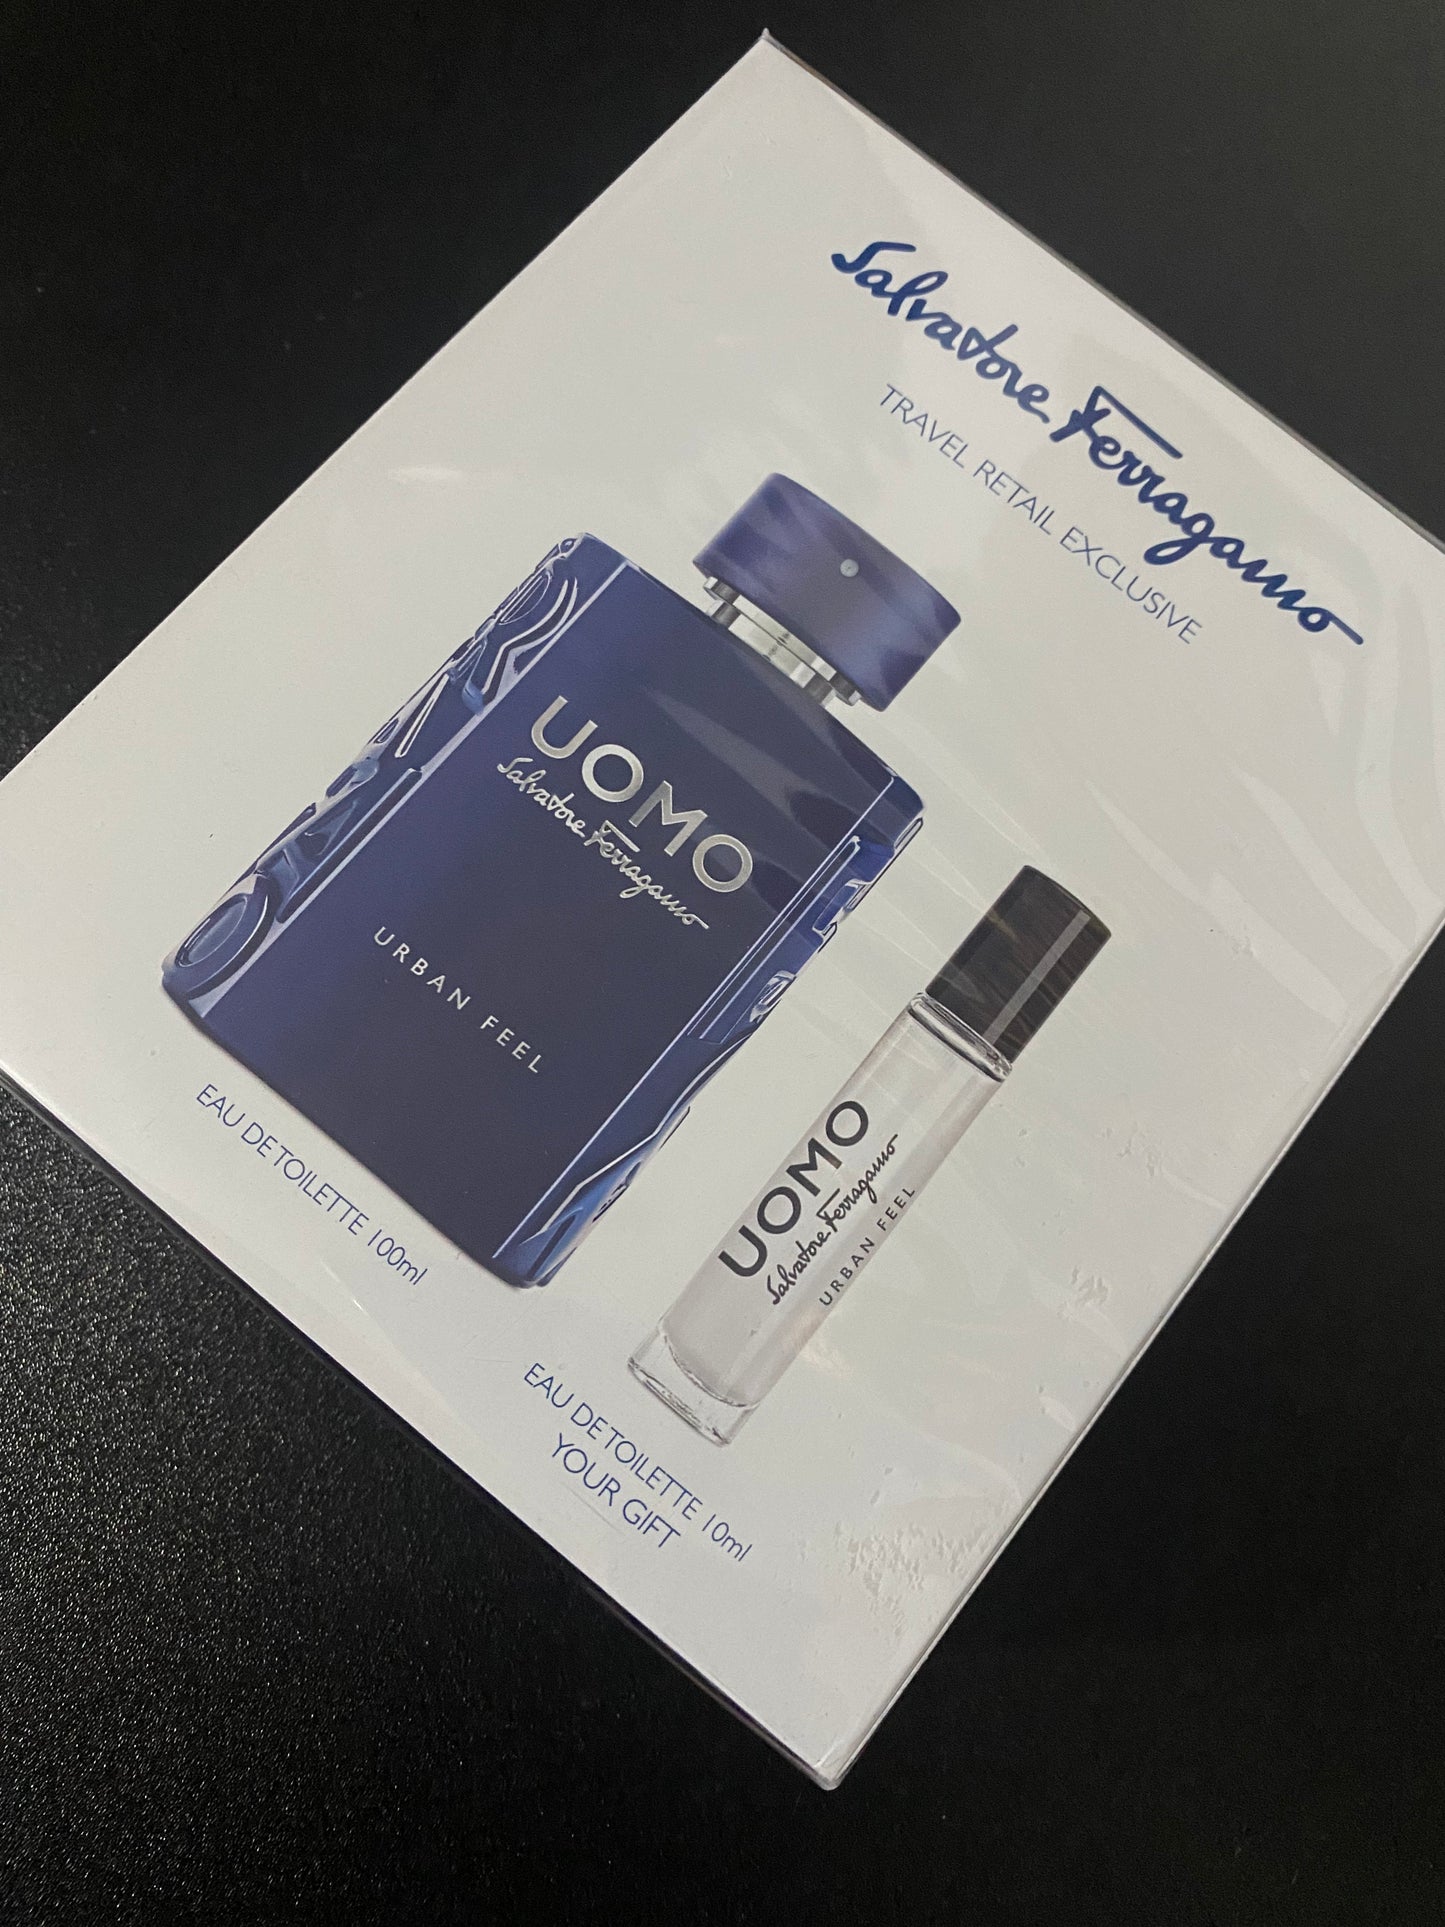 Salvatore Ferragamo
TRAVEL RETAIL EXCLUSIVE
UOMO
Salvatore Ferragamo
URBAN FEEL
EAU DE TOILETTE 100ml
UOMO
Salvatore Ferragamo
URBAN FEEL
EAU DE TOILETTE 10ml
YOUR GIFT